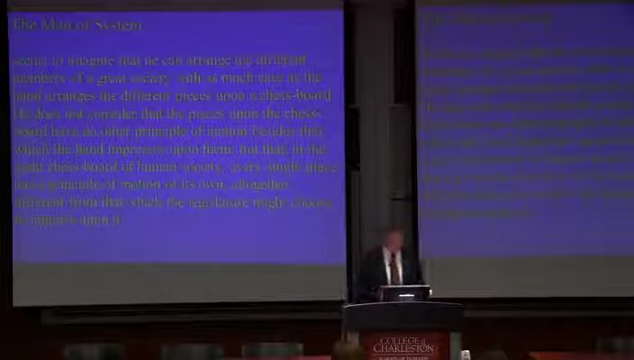 The Man of System
seems to imagine that he can arrange the different
members of a great society with as much ease as the
hand arranges the different pieces upon a chess-board.
He does not consider that the pieces upon the chess-
board have no other principle of motion besides that
which the hand impresses upon them; but that, in the
great chess-board of human society, every single piece
has a principle of motion of its own, altogether
different from that which the legislature might choose
to impress upon it.
COLLEGE of
CHARLESTON
SCHOOL OF BUSINESS